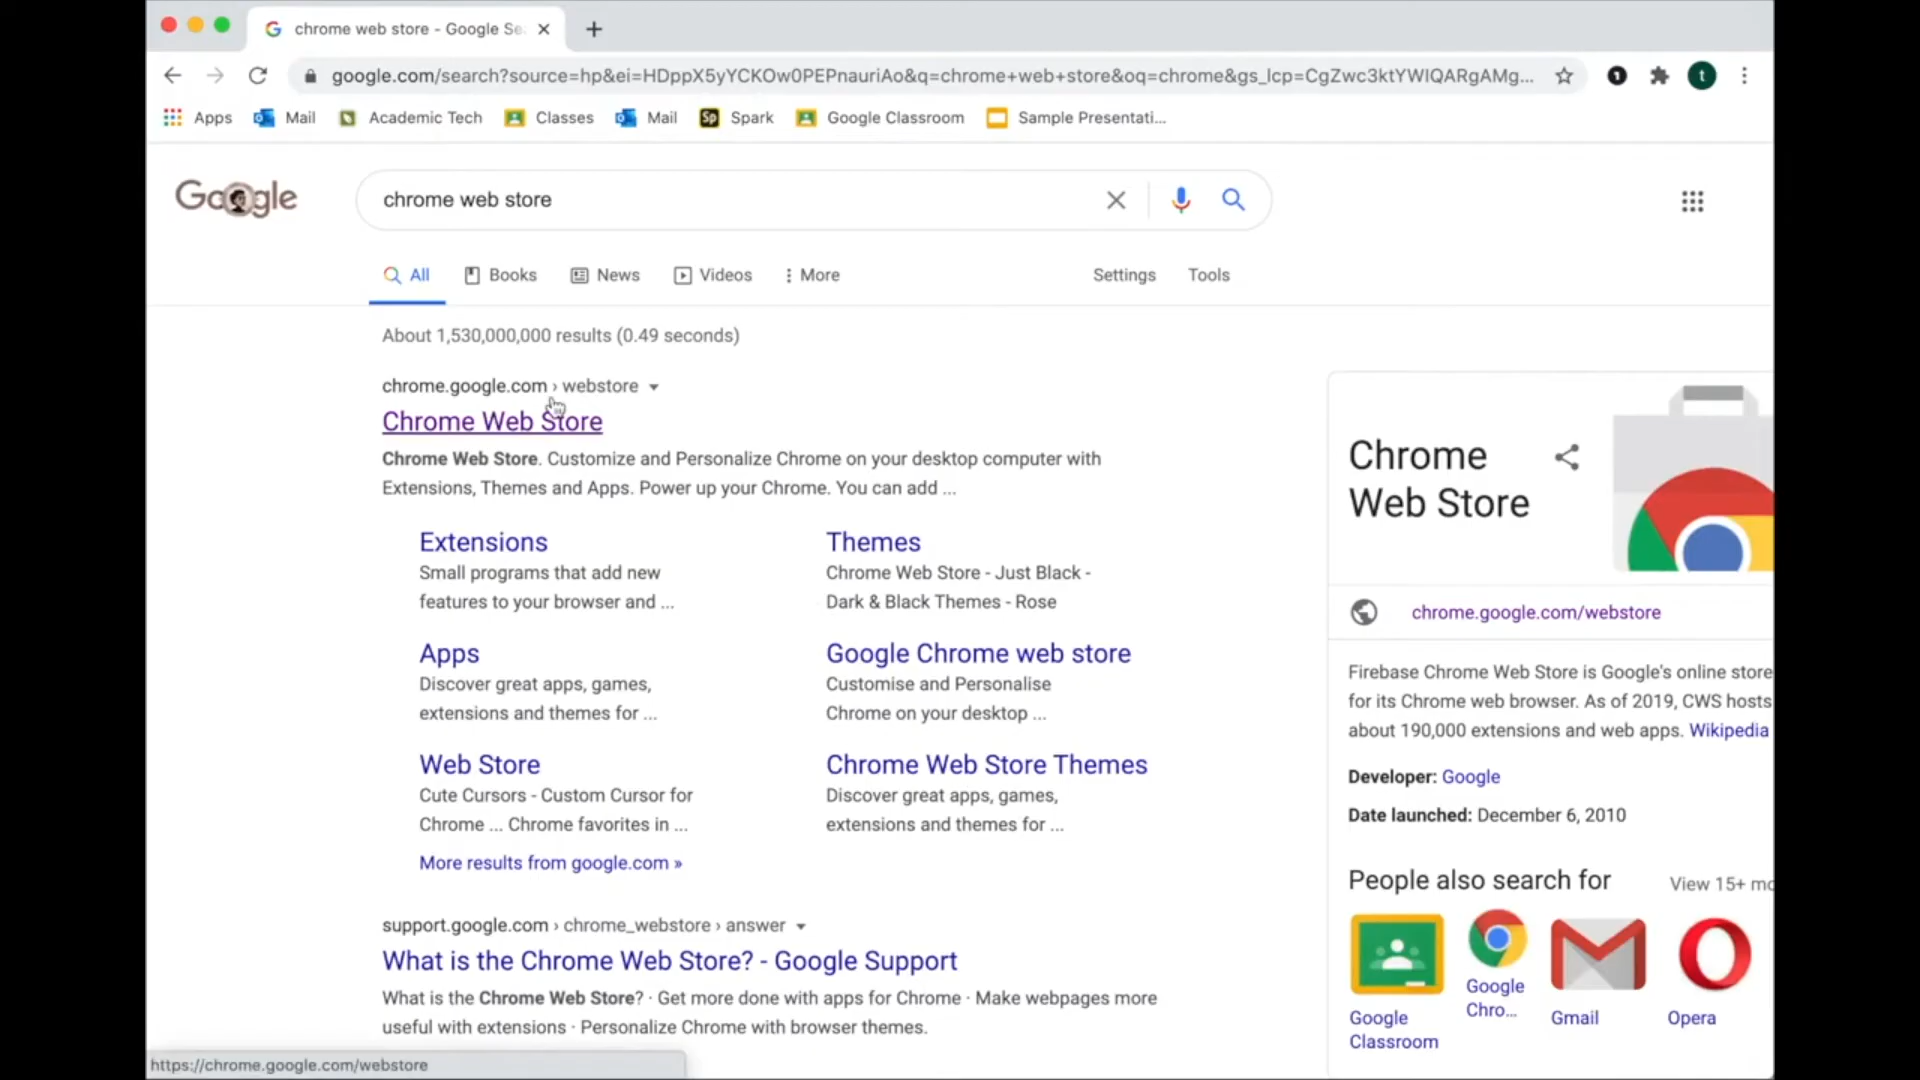 chrome web store - Google Se
google.com/search?source=hp&ei=HDppX5yYCKOw0PEPnauriAo&q=chrome+web+store&oq=chrome&gs_lcp=CgZwc3ktYWIQARgAMg...
t
Apps
Mail
Academic Tech
Classes
Mail
Sp
Spark
Google Classroom
Sample Presentati...
Google
chrome web store
All
Books
News
Videos
More
Settings
Tools
About 1,530,000,000 results (0.49 seconds)
chrome.google.com › webstore
Chrome Web Store
Chrome Web Store. Customize and Personalize Chrome on your desktop computer with
Extensions, Themes and Apps. Power up your Chrome. You can add ...
Extensions
Small programs that add new
features to your browser and ...
Themes
Chrome Web Store - Just Black -
Dark & Black Themes - Rose
Apps
Discover great apps, games,
extensions and themes for ...
Google Chrome web store
Customise and Personalise
Chrome on your desktop ...
Web Store
Cute Cursors - Custom Cursor for
Chrome ... Chrome favorites in ...
Chrome Web Store Themes
Discover great apps, games,
extensions and themes for ...
More results from google.com »
support.google.com › chrome_webstore › answer
What is the Chrome Web Store? - Google Support
What is the Chrome Web Store? · Get more done with apps for Chrome · Make webpages more
useful with extensions · Personalize Chrome with browser themes.
Chrome
Web Store
chrome.google.com/webstore
Firebase Chrome Web Store is Google's online store
for its Chrome web browser. As of 2019, CWS hosts
about 190,000 extensions and web apps. Wikipedia
Developer: Google
Date launched: December 6, 2010
People also search for
View 15+ mo
Google
Classroom
Google
Chro...
Gmail
Opera
https://chrome.google.com/webstore